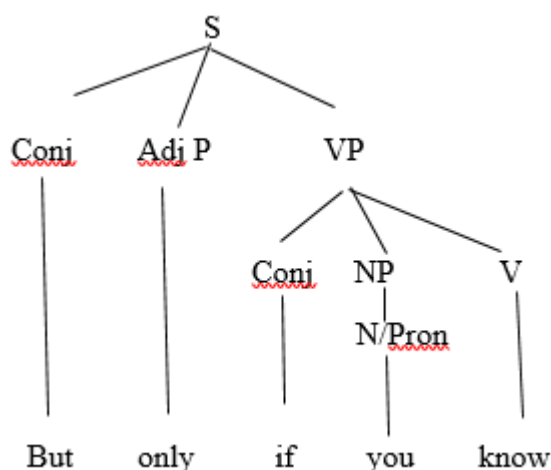 S
Conj Adj P VP
Conj NP V
N/Pron
But only if you know